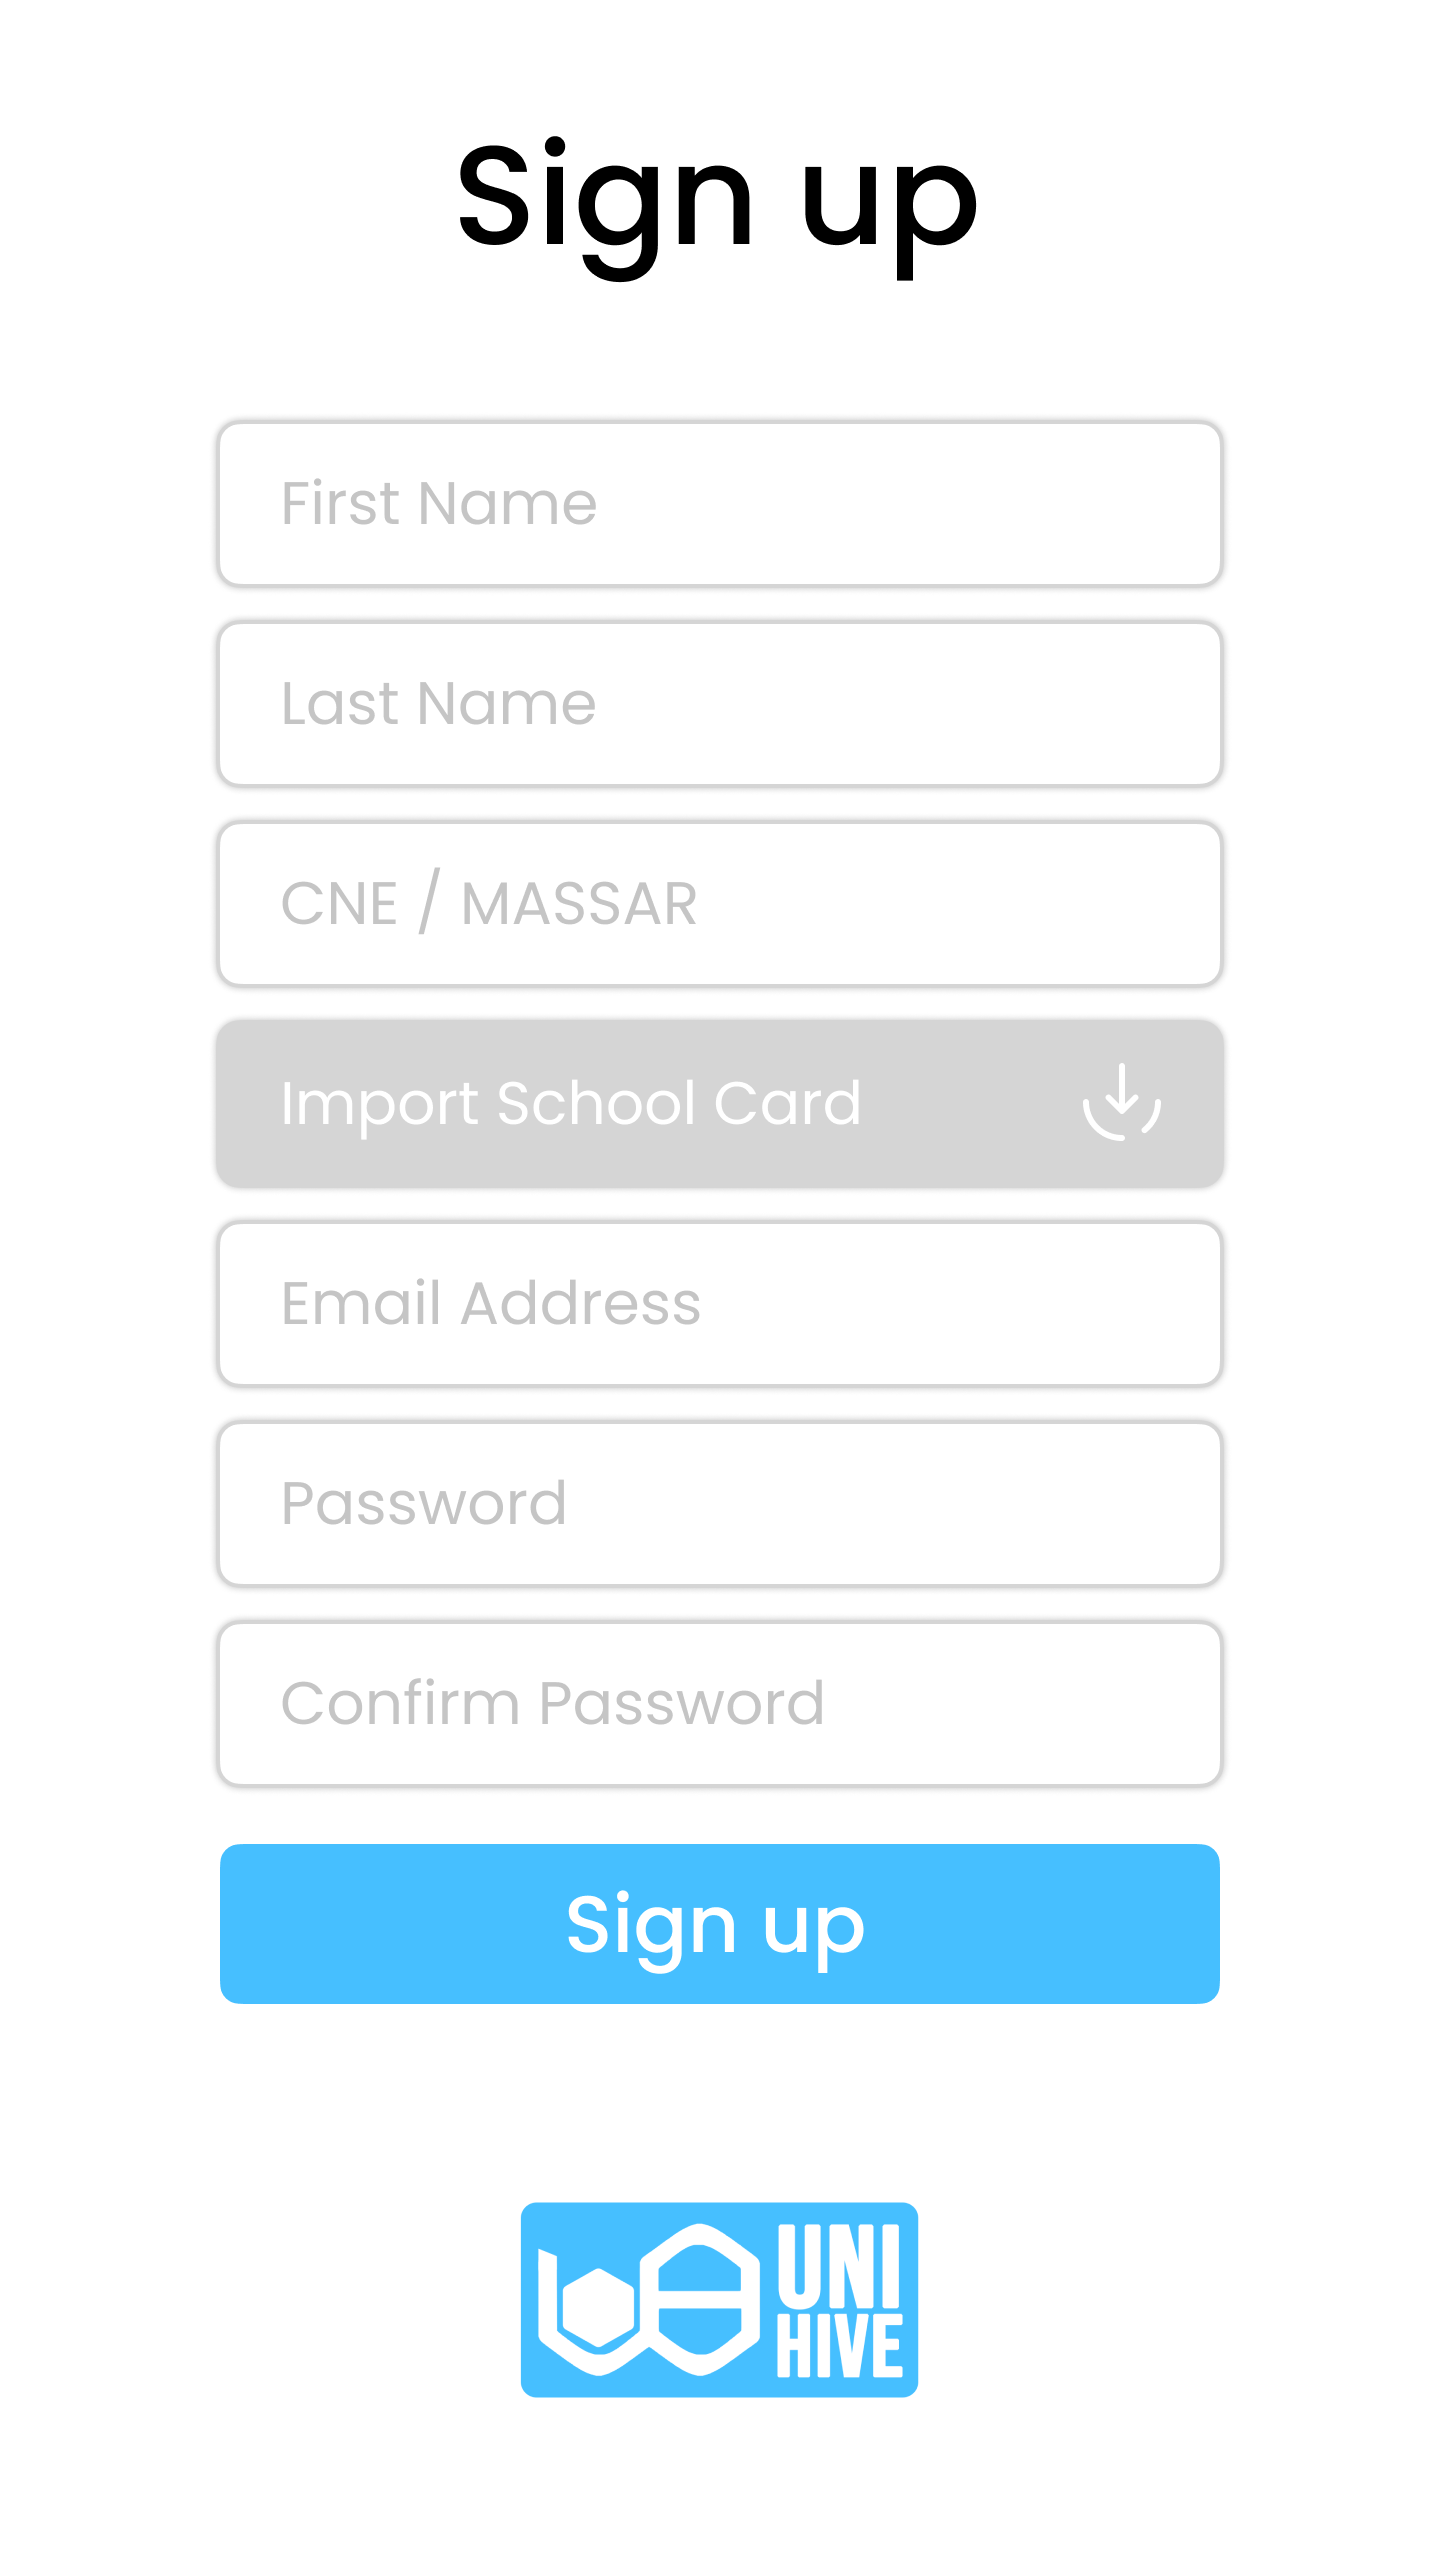 Sign up
First Name
Last Name
CNE / MASSAR
Import School Card
Email Address
Password
Confirm Password
Sign up
UNI
HIVE